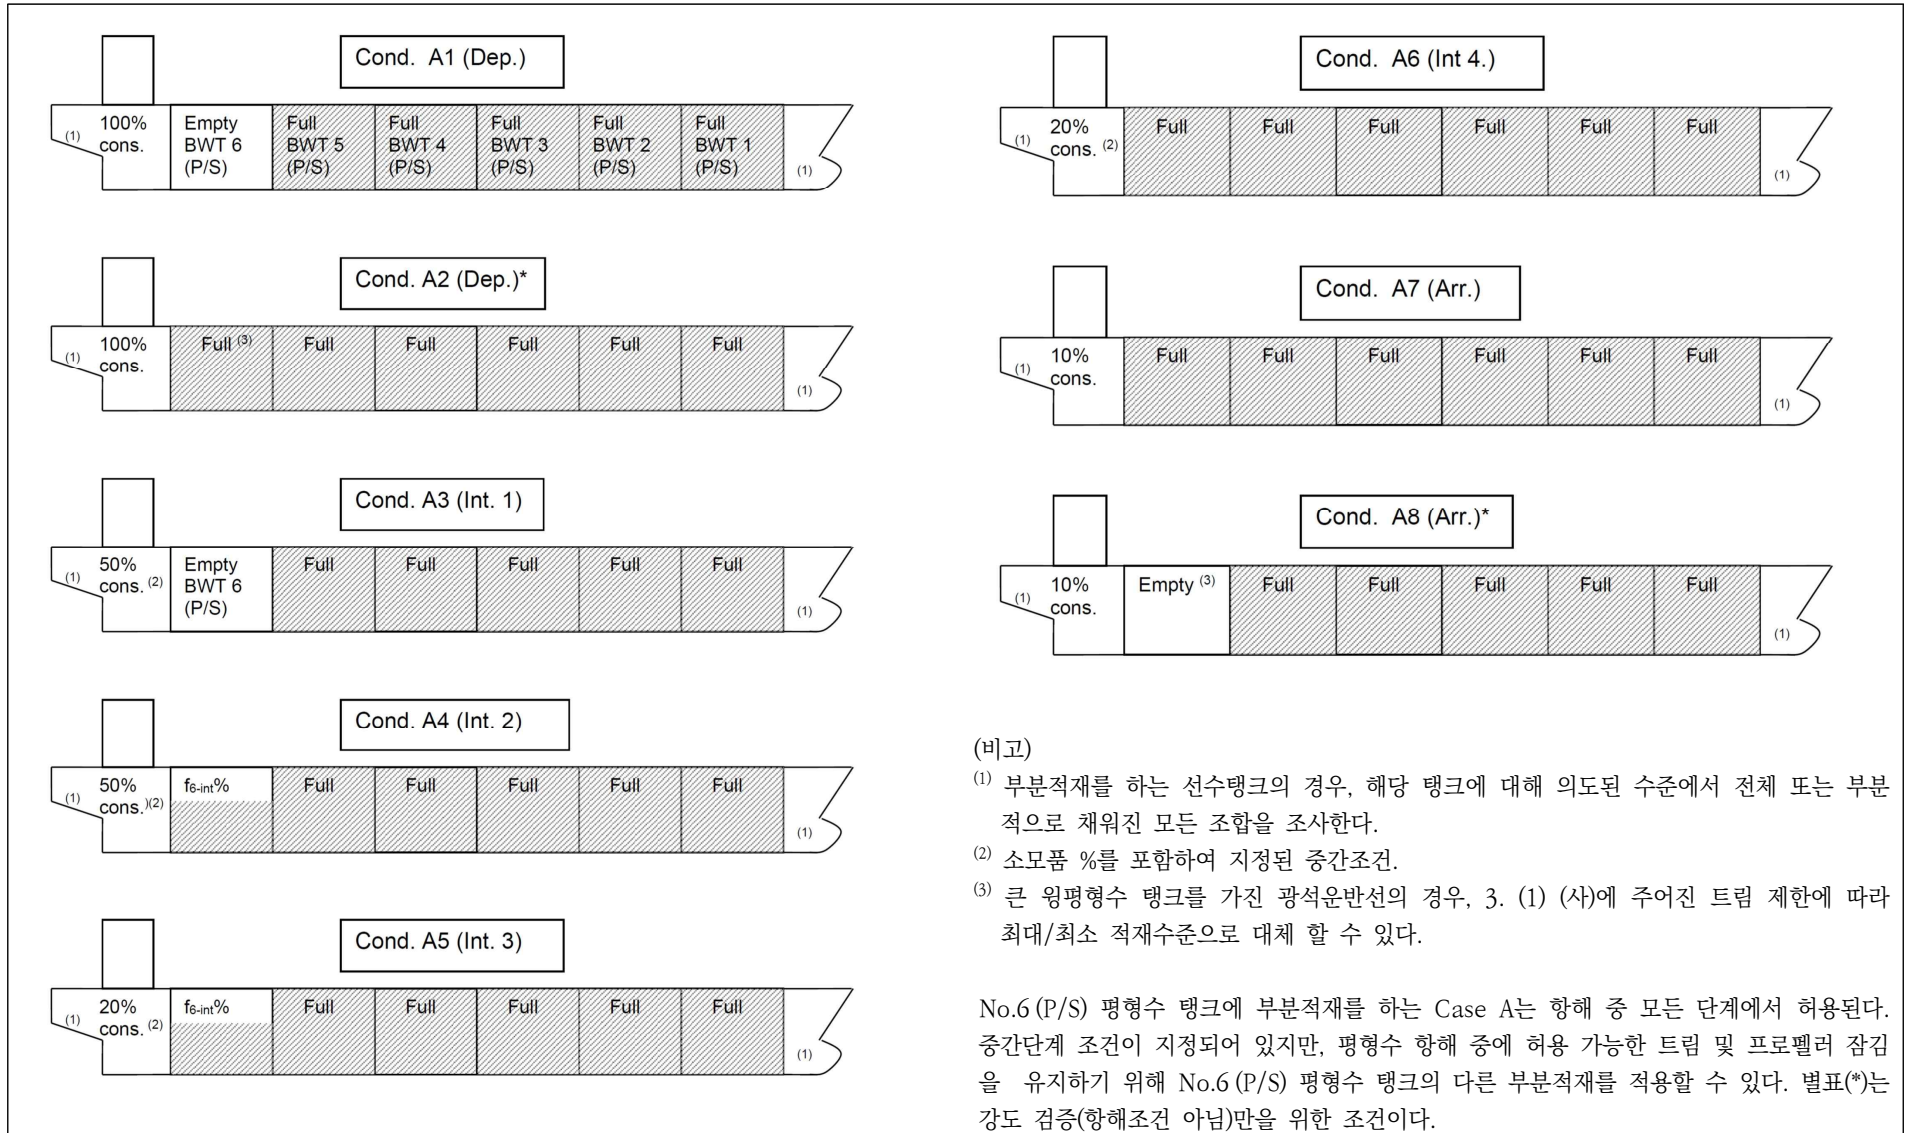 Cond. A1 (Dep.)
(1)
100%
cons.
Empty
BWT 6
(P/S)
Full
BWT 5
(P/S)
Full
BWT 4
(P/S)
Full
BWT 3
(P/S)
Full
BWT 2
(P/S)
Full
BWT 1
(P/S)
(1)
Cond. A2 (Dep.)*
(1)
100%
cons.
Full (3)
Full
Full
Full
Full
Full
(1)
Cond. A3 (Int. 1)
(1)
50%
cons. (2)
Empty
BWT 6
(P/S)
Full
Full
Full
Full
Full
(1)
Cond. A4 (Int. 2)
(1)
50%
cons.)(2)
f6-int%
Full
Full
Full
Full
Full
(1)
Cond. A5 (Int. 3)
(1)
20%
cons. (2)
f6-int%
Full
Full
Full
Full
Full
(1)
Cond. A6 (Int 4.)
(1)
20%
cons. (2)
Full
Full
Full
Full
Full
Full
(1)
Cond. A7 (Arr.)
(1)
10%
cons.
Full
Full
Full
Full
Full
Full
(1)
Cond. A8 (Arr.)*
(1)
10%
cons.
Empty (3)
Full
Full
Full
Full
Full
(1)
(비고)
(1) 부분적재를 하는 선수탱크의 경우, 해당 탱크에 대해 의도된 수준에서 전체 또는 부분
적으로 채워진 모든 조합을 조사한다.
(2) 소모품 %를 포함하여 지정된 중간조건.
(3) 큰 윙평형수 탱크를 가진 광석운반선의 경우, 3. (1) (사)에 주어진 트림 제한에 따라
최대/최소 적재수준으로 대체 할 수 있다.
No.6 (P/S) 평형수 탱크에 부분적재를 하는 Case A는 항해 중 모든 단계에서 허용된다.
중간단계 조건이 지정되어 있지만, 평형수 항해 중에 허용 가능한 트림 및 프로펠러 잠김
을 유지하기 위해 No.6 (P/S) 평형수 탱크의 다른 부분적재를 적용할 수 있다. 별표(*)는
강도 검증(항해조건 아님)만을 위한 조건이다.